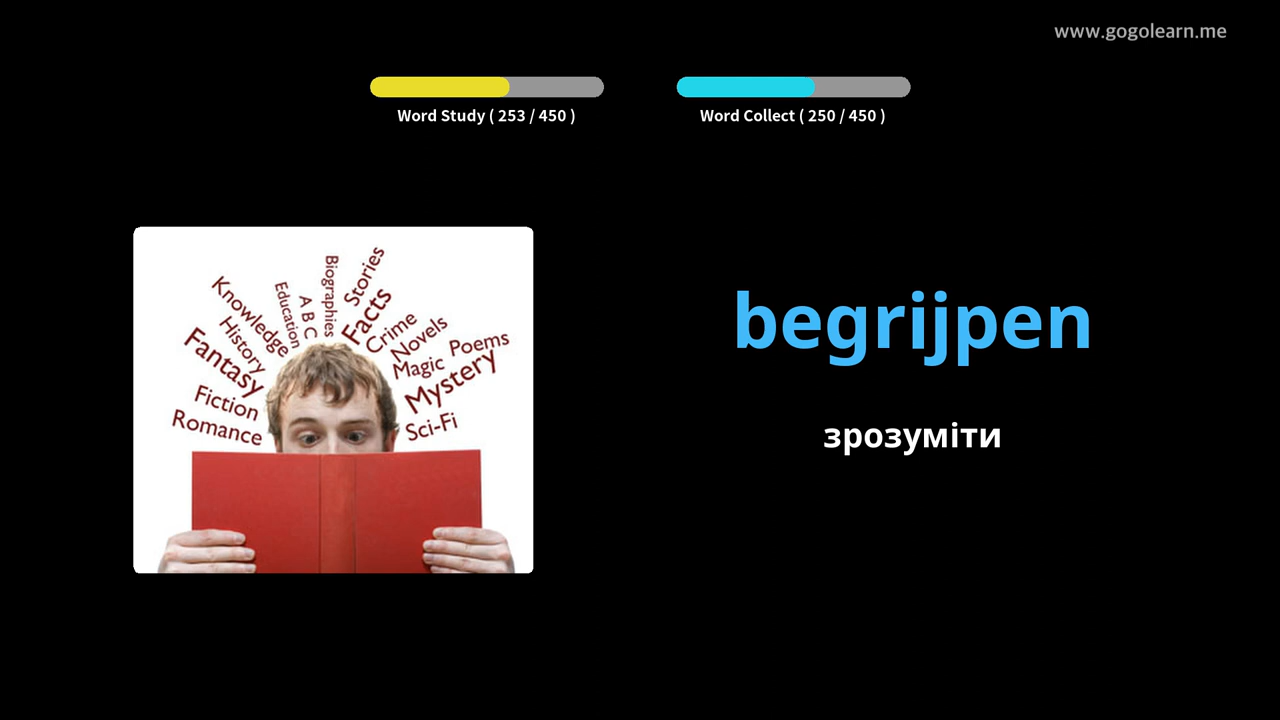 www.gogolearn.me
Word Study ( 253 / 450 )
Word Collect ( 250 / 450 )
Biographies
Stories
Education
A B C
Facts
Knowledge
Crime
History
Novels
Fantasy
Magic
Poems
Mystery
Fiction
Romance
Sci-Fi
begrijpen
зрозуміти